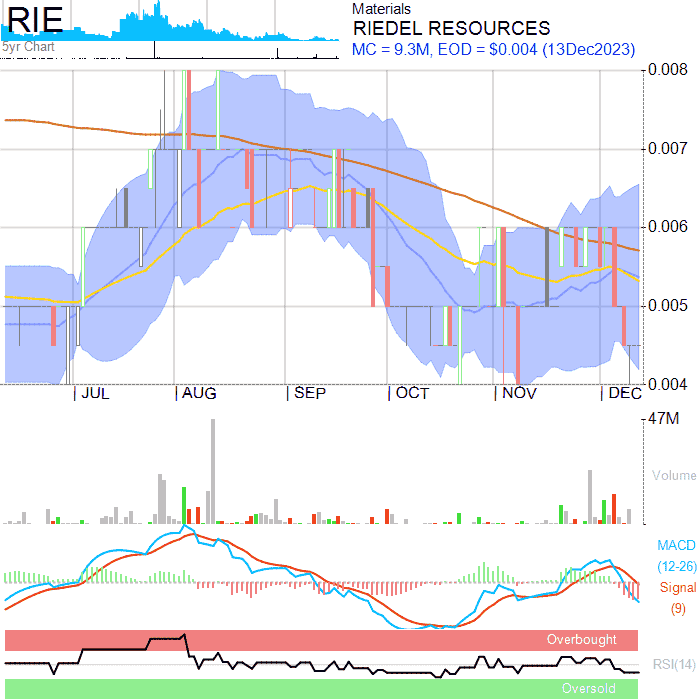 RIE
5yr Chart
Materials
RIEDEL RESOURCES
MC = 9.3M, EOD = $0.004 (13Dec2023)
0.008
0.007
0.006
0.005
0.004
JUL AUG SEP OCT NOV DEC
47M
Volume
MACD
(12-26)
Signal
(9)
Overbought
RSI(14)
Oversold